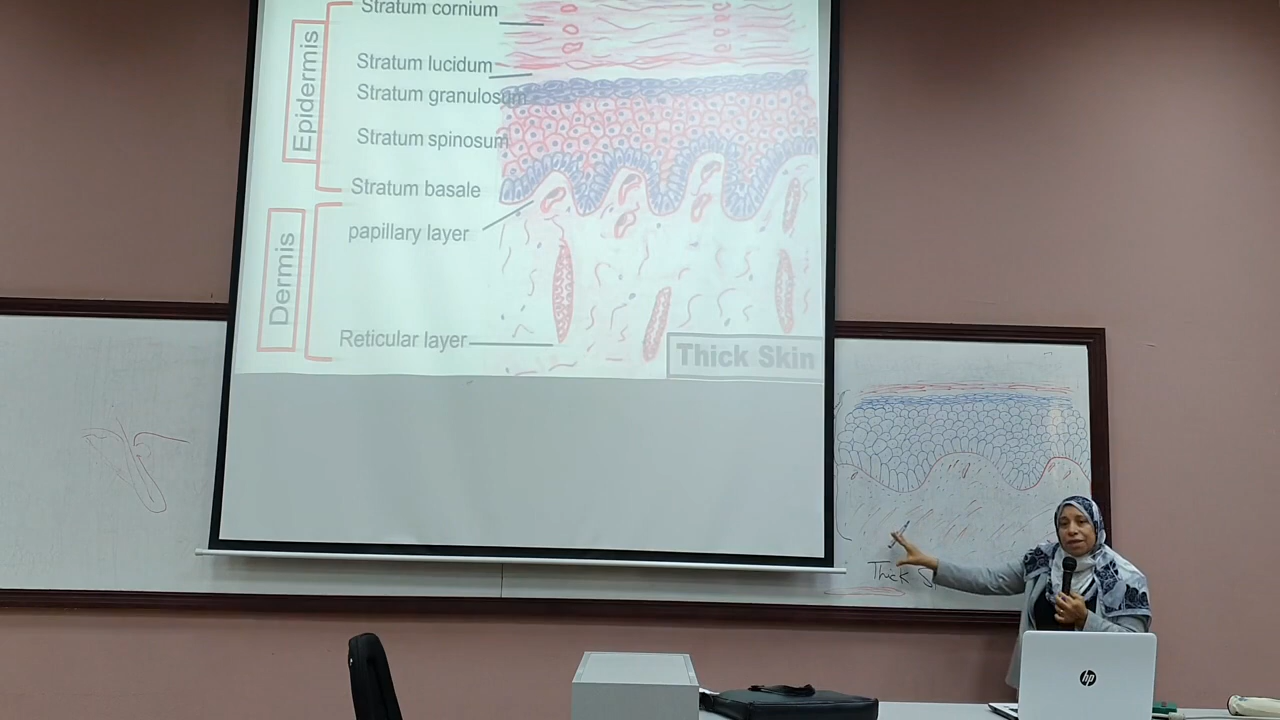 Stratum cornium
Epidermis
Stratum lucidum
Stratum granulosum
Stratum spinosum
Stratum basale
papillary layer
Dermis
Reticular layer
Thick Skin
Thick S
hp